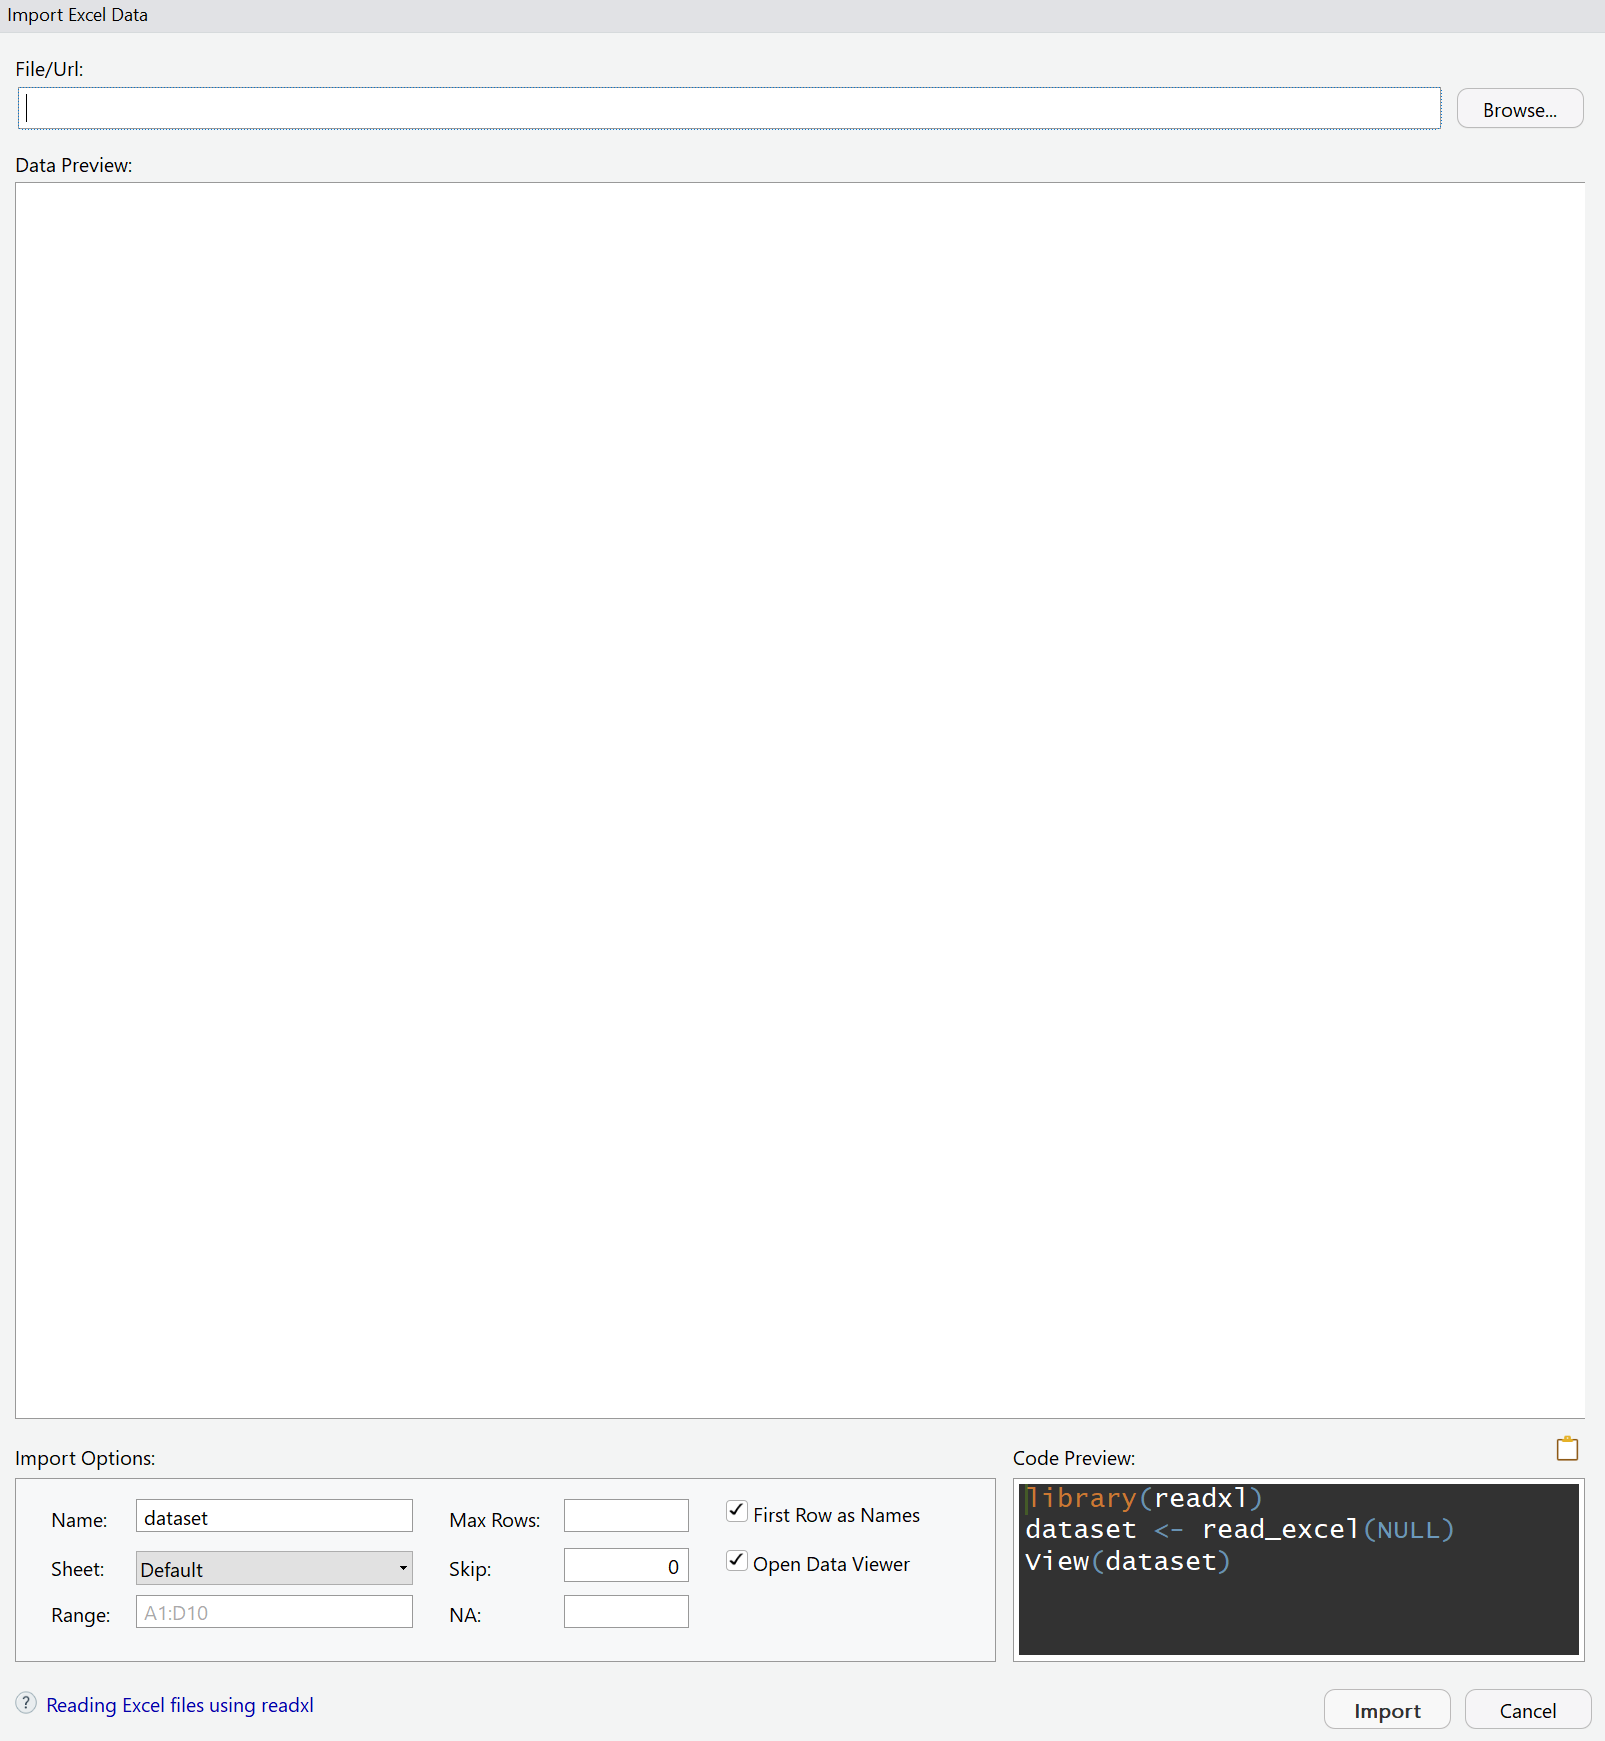 Import Excel Data
File/Url:
Browse...
Data Preview:
Import Options:
Code Preview:
Name: dataset Max Rows: First Row as Names
Sheet: Default Skip: 0 Open Data Viewer
Range: A1:D10 NA:
library(readxl)
dataset <- read_excel(NULL)
View(dataset)
? Reading Excel files using readxl
Import Cancel